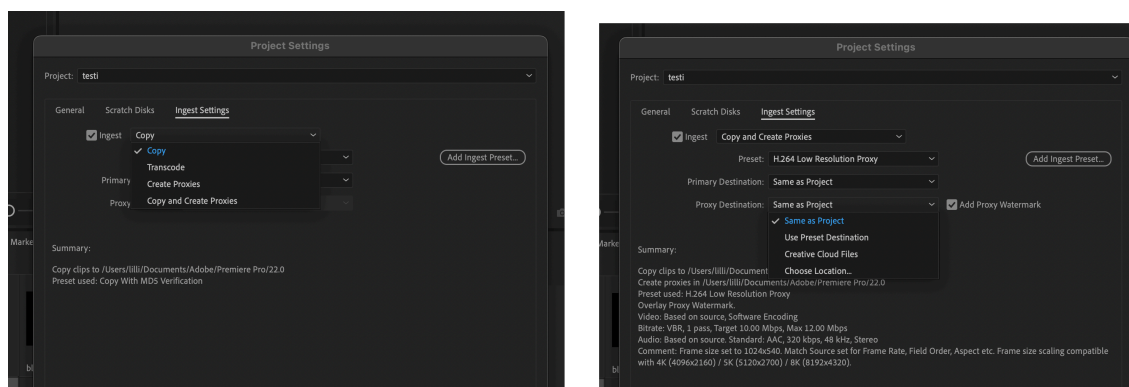 Project Settings
Project: testi
General Scratch Disks Ingest Settings
Ingest Copy
Copy
Transcode
Create Proxies
Copy and Create Proxies
Add Ingest Preset...
Primary
Proxy
Marke
Summary:
Copy clips to /Users/lilli/Documents/Adobe/Premiere Pro/22.0
Preset used: Copy With MD5 Verification
bl
Project Settings
Project: testi
General Scratch Disks Ingest Settings
Ingest Copy and Create Proxies
Preset: H.264 Low Resolution Proxy Add Ingest Preset...
Primary Destination: Same as Project
Proxy Destination: Same as Project Add Proxy Watermark
Same as Project
Use Preset Destination
Creative Cloud Files
Choose Location...
Marke
Summary:
Copy clips to /Users/lilli/Document
Create proxies in /Users/lilli/Documents/Adobe/Premiere Pro/22.0
Preset used: H.264 Low Resolution Proxy
Overlay Proxy Watermark.
Video: Based on source, Software Encoding
Bitrate: VBR, 1 pass, Target 10.00 Mbps, Max 12.00 Mbps
Audio: Based on source. Standard: AAC, 320 kbps, 48 kHz, Stereo
Comment: Frame size set to 1024x540. Match Source set for Frame Rate, Field Order, Aspect etc. Frame size scaling compatible
with 4K (4096x2160) / 5K (5120x2700) / 8K (8192x4320).
bl